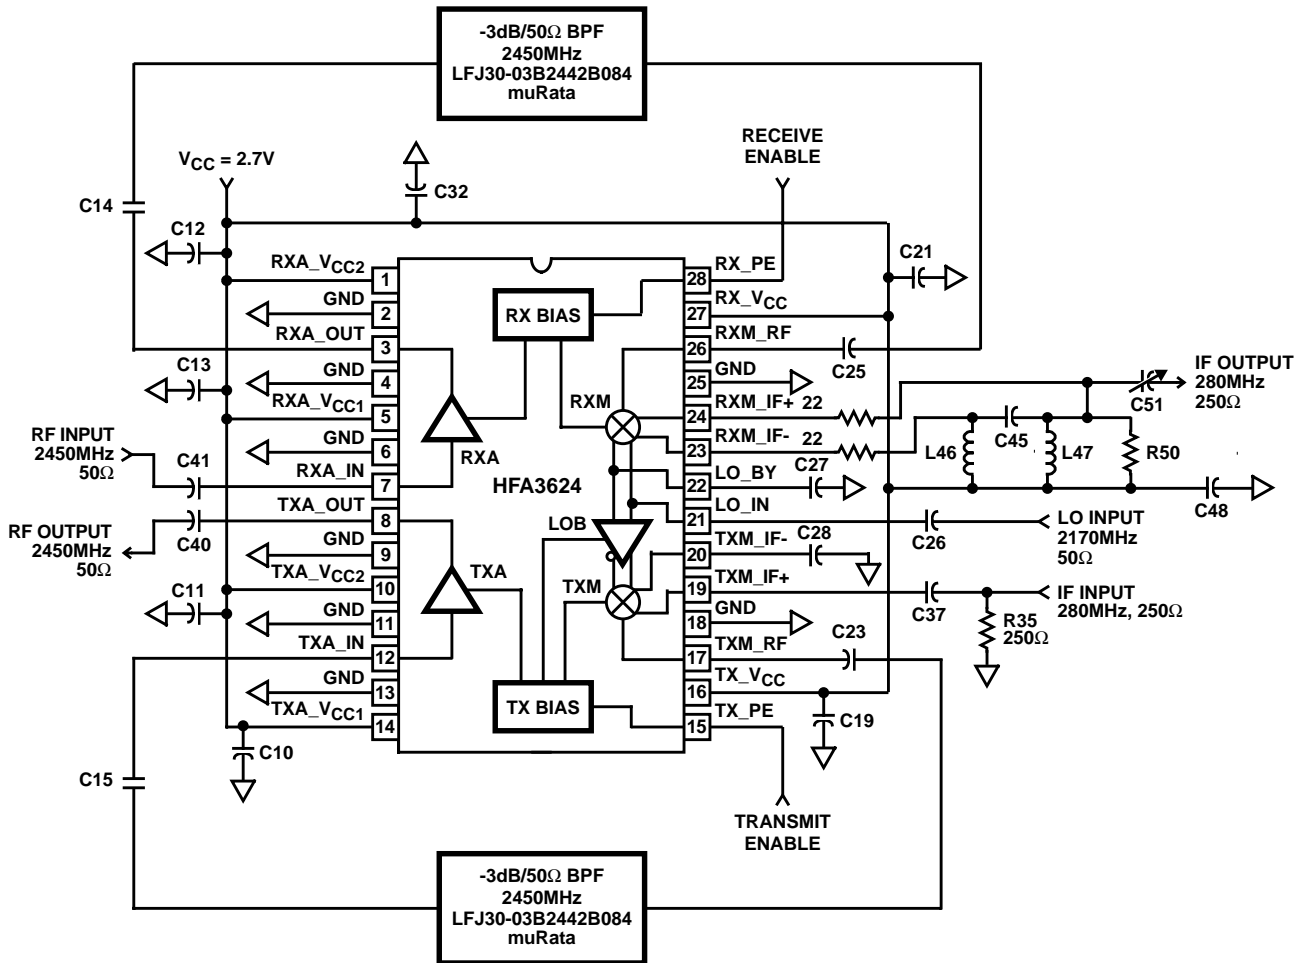 -3dB/50Ω BPF
2450MHz
LFJ30-03B2442B084
muRata
RECEIVE
ENABLE
VCC = 2.7V
C32
C14
C12
C21
RXA_VCC2
1
28
RX_PE
GND
2
RX BIAS
27
RX_VCC
RXA_OUT
3
26
RXM_RF
C25
C13
GND
4
25
GND
IF OUTPUT
280MHz
250Ω
C51
RXA_VCC1
5
RXM
24
RXM_IF+
22
GND
6
RXA
23
RXM_IF-
22
L46
C45
L47
R50
RF INPUT
2450MHz
50Ω
C41
RXA_IN
7
HFA3624
22
LO_BY
C27
C48
TXA_OUT
8
LOB
21
LO_IN
C26
LO INPUT
2170MHz
50Ω
RF OUTPUT
2450MHz
50Ω
C40
GND
9
20
TXM_IF-
C28
TXA_VCC2
10
TXA
TXM
19
TXM_IF+
C37
IF INPUT
280MHz, 250Ω
C11
GND
11
18
GND
R35
250Ω
TXA_IN
12
17
TXM_RF
C23
GND
13
TX BIAS
16
TX_VCC
C19
TXA_VCC1
14
15
TX_PE
C10
C15
TRANSMIT
ENABLE
-3dB/50Ω BPF
2450MHz
LFJ30-03B2442B084
muRata